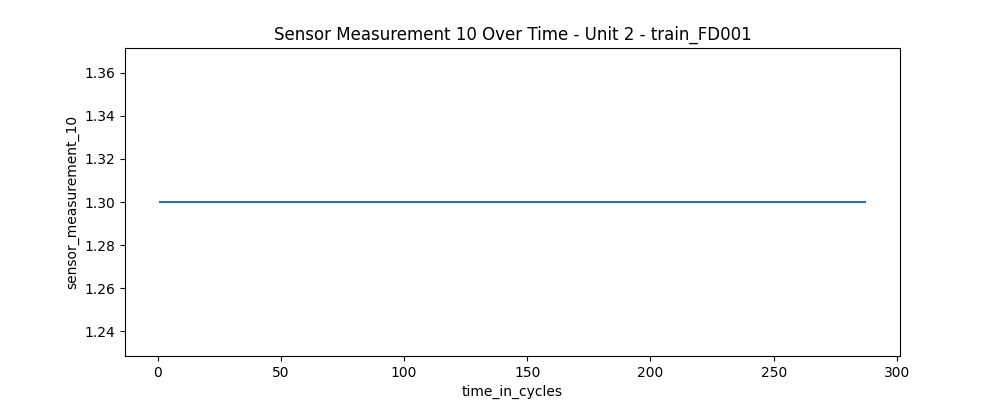 Sensor Measurement 10 Over Time - Unit 2 - train_FD001
sensor_measurement_10
1.36
1.34
1.32
1.30
1.28
1.26
1.24
0 50 100 150 200 250 300
time_in_cycles